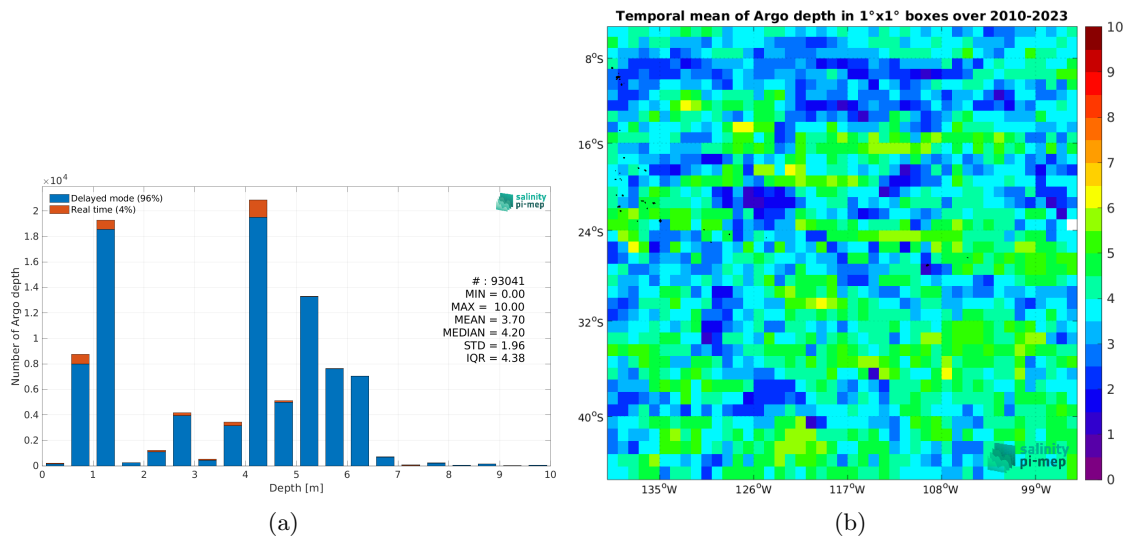 ×10⁴
Delayed mode (96%)
Real time (4%)
salinity
pi-mep
2
1.8
1.6
1.4
1.2
1
0.8
0.6
0.4
0.2
0
Number of Argo depth
# : 93041
MIN = 0.00
MAX = 10.00
MEAN = 3.70
MEDIAN = 4.20
STD = 1.96
IQR = 4.38
0 1 2 3 4 5 6 7 8 9 10
Depth [m]
(a)
Temporal mean of Argo depth in 1°x1° boxes over 2010-2023
8°S
16°S
24°S
32°S
40°S
135°W 126°W 117°W 108°W 99°W
salinity
pi-mep
10
9
8
7
6
5
4
3
2
1
0
(b)